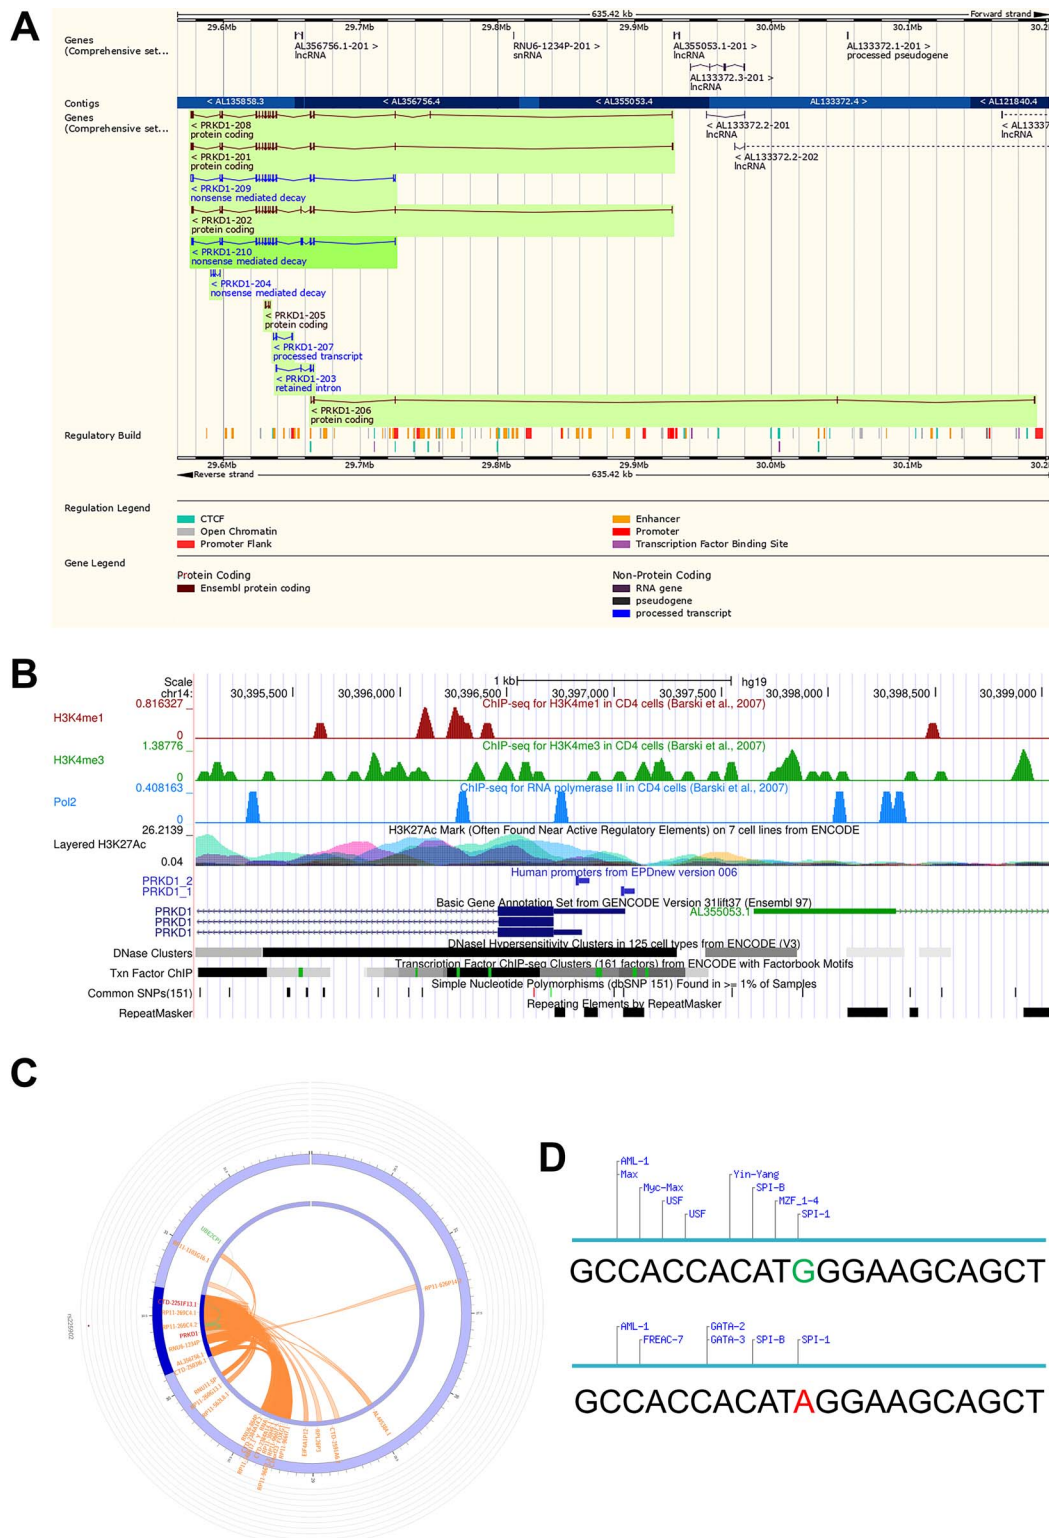 A
635.42 kb Forward strand
29.6Mb 29.7Mb 29.8Mb 29.9Mb 30.0Mb 30.1Mb 30.2
Genes
(Comprehensive set...
AL356756.1-201 >
lncRNA
RNU6-1234P-201 >
snRNA
AL355053.1-201 >
lncRNA
AL133372.1-201 >
processed pseudogene
AL133372.3-201 >
lncRNA
Contigs
< AL135858.3 < AL356756.4 < AL355053.4 AL133372.4 > < AL121840.4
Genes
(Comprehensive set...
< PRKD1-208
protein coding
< AL133372.2-201
lncRNA
< AL1337
lncRNA
< PRKD1-201
protein coding
< AL133372.2-202
lncRNA
< PRKD1-209
nonsense mediated decay
< PRKD1-202
protein coding
< PRKD1-210
nonsense mediated decay
< PRKD1-204
nonsense mediated decay
< PRKD1-205
protein coding
< PRKD1-207
processed transcript
< PRKD1-203
retained intron
< PRKD1-206
protein coding
Regulatory Build
29.6Mb 29.7Mb 29.8Mb 29.9Mb 30.0Mb 30.1Mb 30.2
Reverse strand 635.42 kb
Regulation Legend
CTCF Enhancer
Open Chromatin Promoter
Promoter Flank Transcription Factor Binding Site
Gene Legend
Protein Coding Non-Protein Coding
Ensembl protein coding RNA gene
pseudogene
processed transcript
B
Scale 1 kb hg19
chr14: 30,395,500 30,396,000 30,396,500 30,397,000 30,397,500 30,398,000 30,398,500 30,399,000
0.816327 ChIP-seq for H3K4me1 in CD4 cells (Barski et al., 2007)
H3K4me1
0
1.38776 ChIP-seq for H3K4me3 in CD4 cells (Barski et al., 2007)
H3K4me3
0
0.408163 ChIP-seq for RNA polymerase II in CD4 cells (Barski et al., 2007)
Pol2
0
26.2139 H3K27Ac Mark (Often Found Near Active Regulatory Elements) on 7 cell lines from ENCODE
Layered H3K27Ac
0.04
Human promoters from EPDnew version 006
PRKD1_2
PRKD1_1
Basic Gene Annotation Set from GENCODE Version 31lift37 (Ensembl 97)
PRKD1 AL355053.1
PRKD1
PRKD1
DNaseI Hypersensitivity Clusters in 125 cell types from ENCODE (V3)
DNase Clusters
Transcription Factor ChIP-seq Clusters (161 factors) from ENCODE with Factorbook Motifs
Txn Factor ChIP
Simple Nucleotide Polymorphisms (dbSNP 151) Found in >= 1% of Samples
Common SNPs(151)
Repeating Elements by RepeatMasker
RepeatMasker
C
UBE2CP1
CTD-2251F13.1
PRKD1
D
AML-1
Max Yin-Yang
Myc-Max SPI-B
USF MZF_1-4
USF SPI-1
GCCACCACATGGGAAGCAGCT
AML-1 GATA-2
FREAC-7 GATA-3 SPI-B SPI-1
GCCACCACATAGGAAGCAGCT